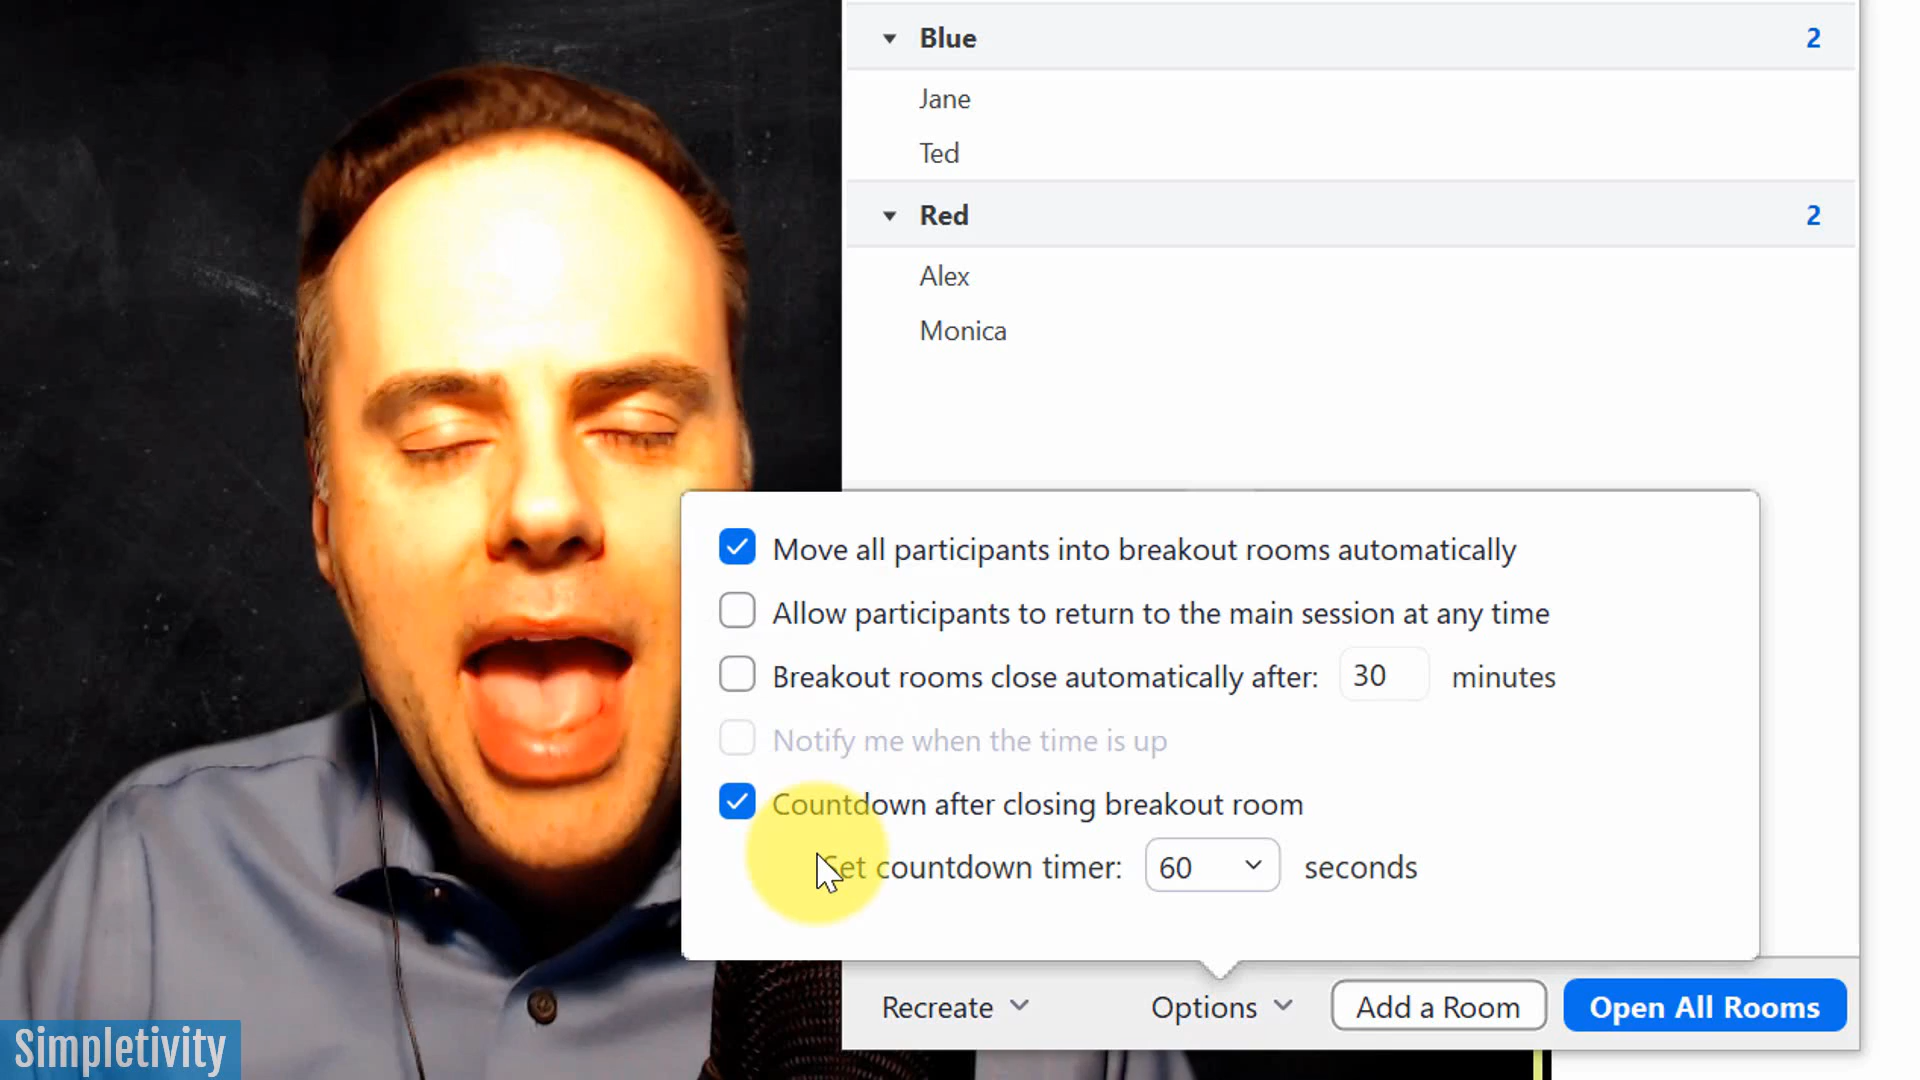 Blue 2
Jane
Ted
Red 2
Alex
Monica
Move all participants into breakout rooms automatically
Allow participants to return to the main session at any time
Breakout rooms close automatically after: 30 minutes
Notify me when the time is up
Countdown after closing breakout room
Set countdown timer: 60 seconds
Recreate Options Add a Room Open All Rooms
Simpletivity